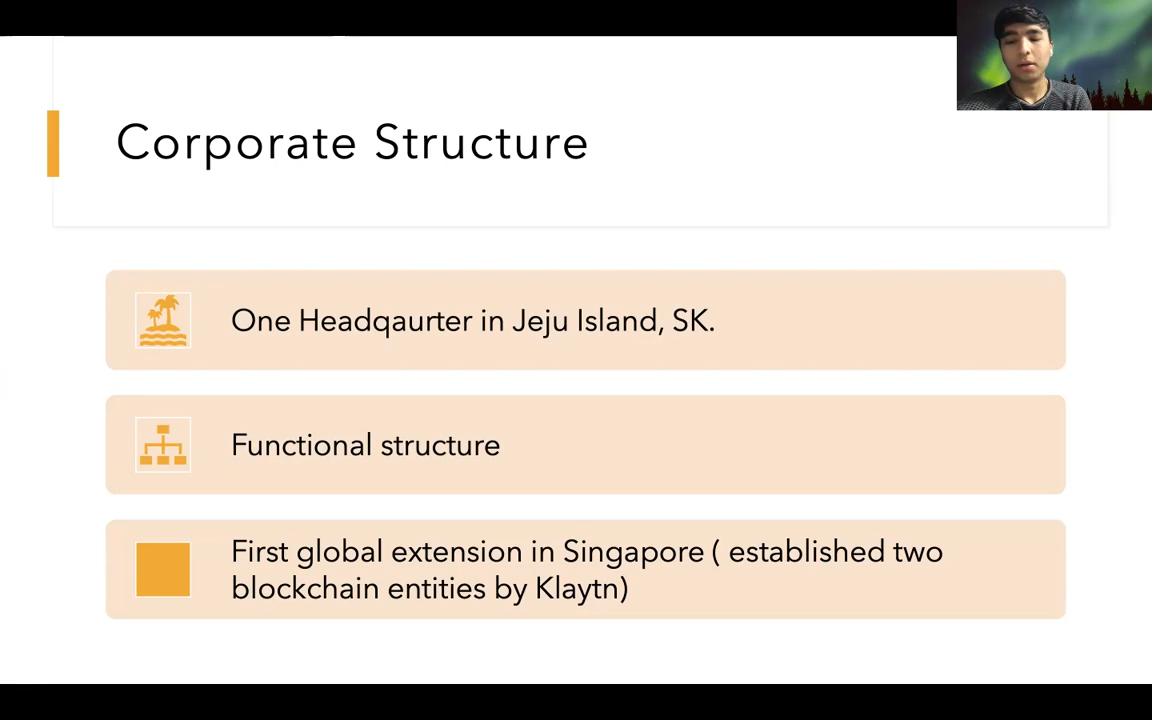 Corporate Structure
One Headqaurter in Jeju Island, SK.
Functional structure
First global extension in Singapore ( established two
blockchain entities by Klaytn)